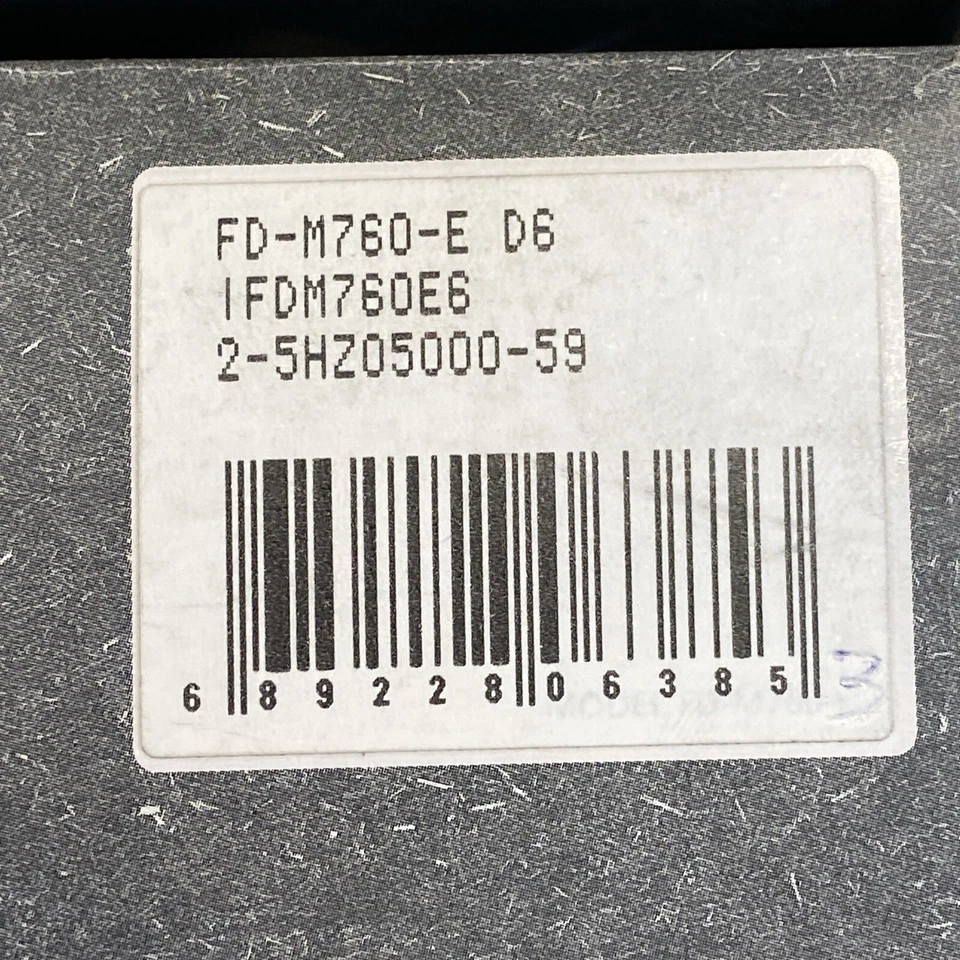 FD-M760-E D6
IFDM760E6
2-5HZ05000-59
6 89228 06385